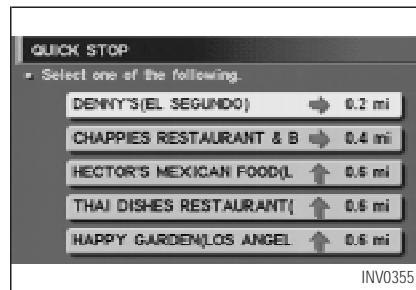 QUICK STOP
Select one of the following.
DENNY'S(EL SEGUNDO) 0.2 mi
CHAPPIES RESTAURANT & B 0.4 mi
HECTOR'S MEXICAN FOOD(L 0.6 mi
THAI DISHES RESTAURANT( 0.6 mi
HAPPY GARDEN(LOS ANGEL 0.6 mi
INV0355